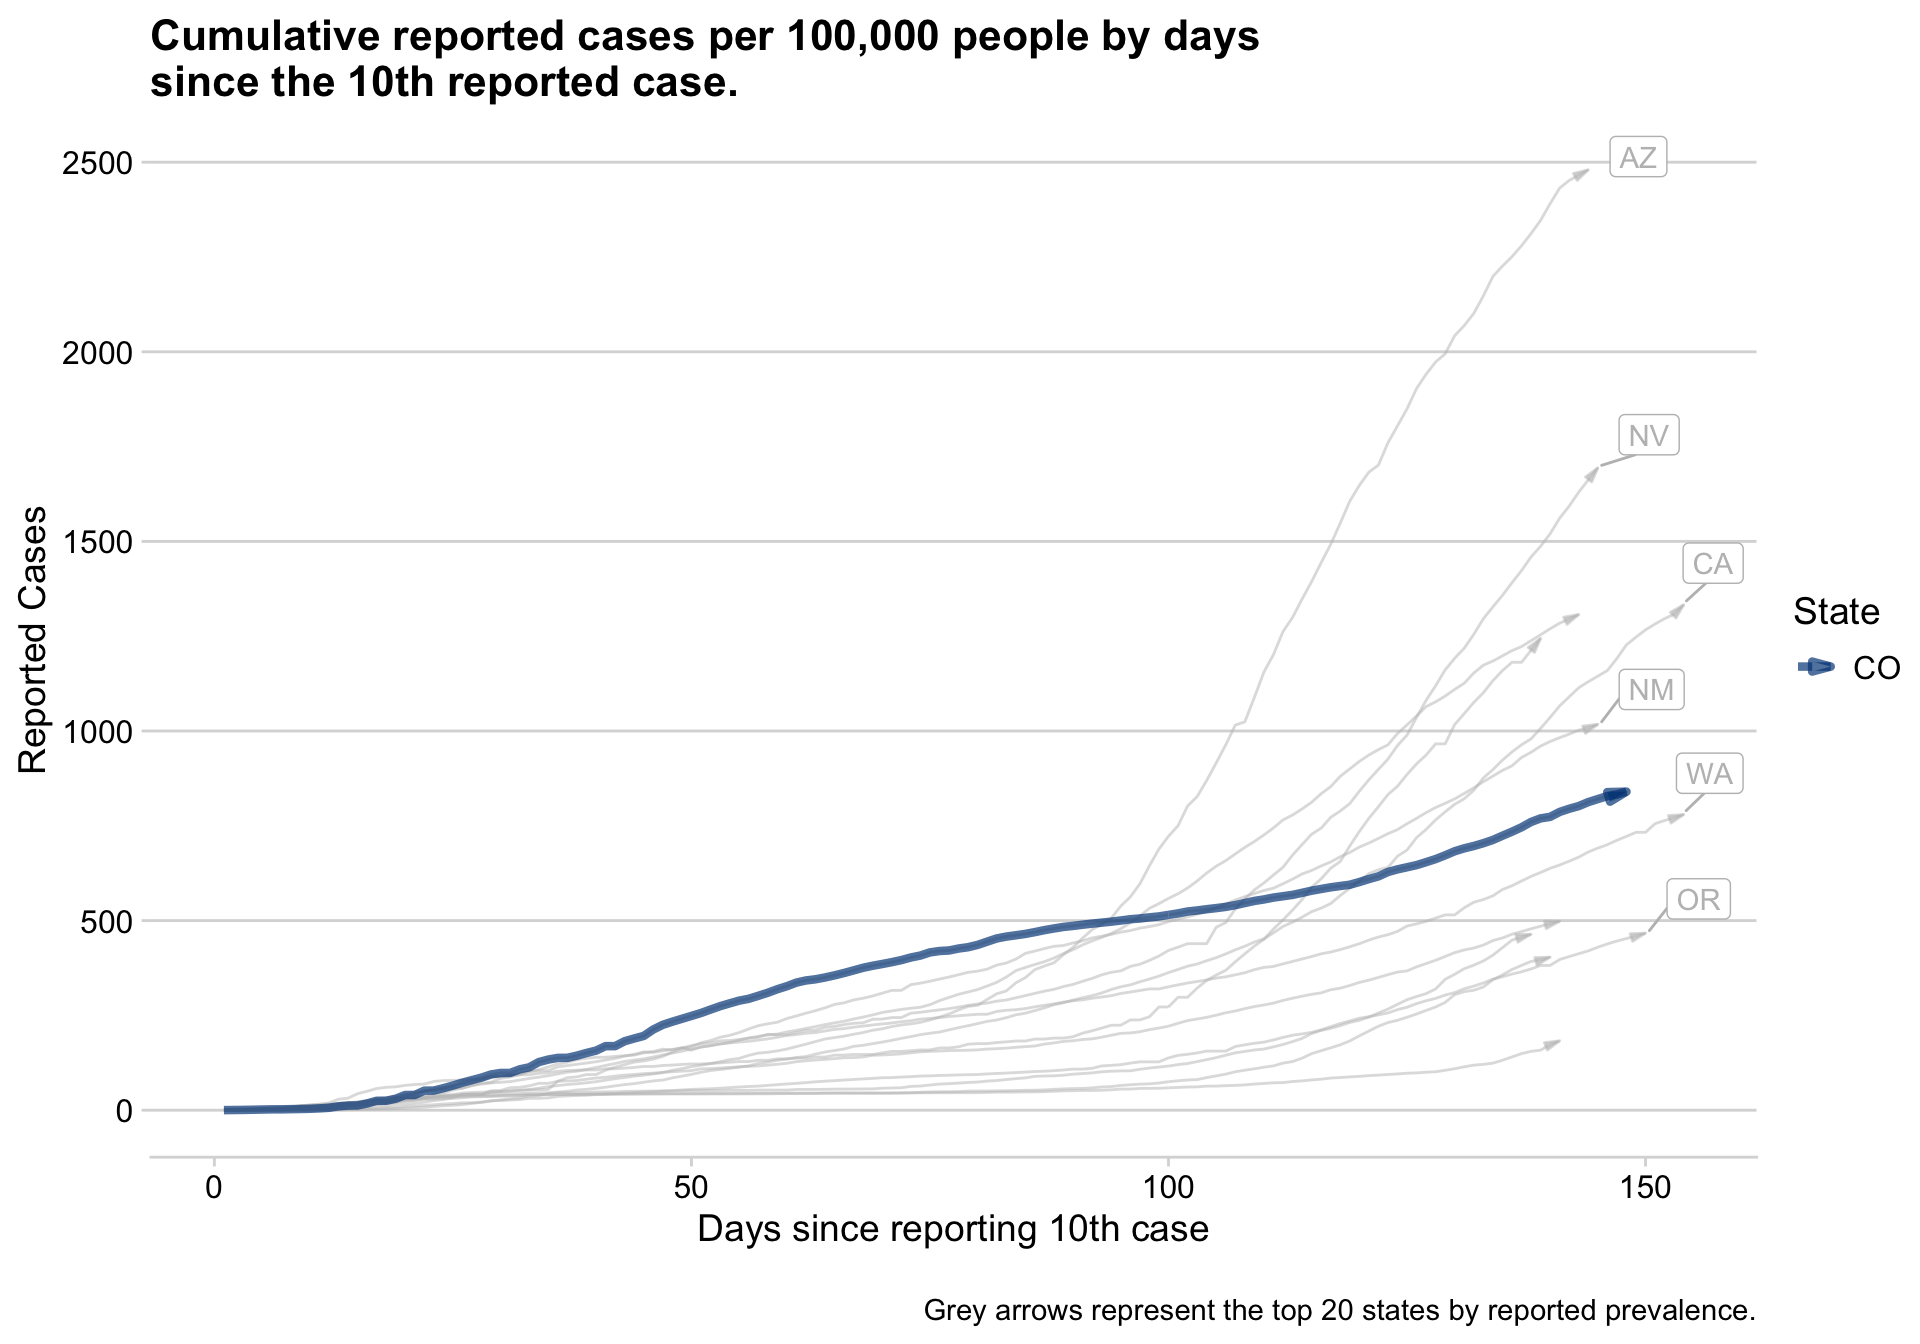 Cumulative reported cases per 100,000 people by days
since the 10th reported case.
2500
2000
1500
1000
500
0
Reported Cases
AZ
NV
CA
NM
WA
OR
State
CO
0 50 100 150
Days since reporting 10th case
Grey arrows represent the top 20 states by reported prevalence.